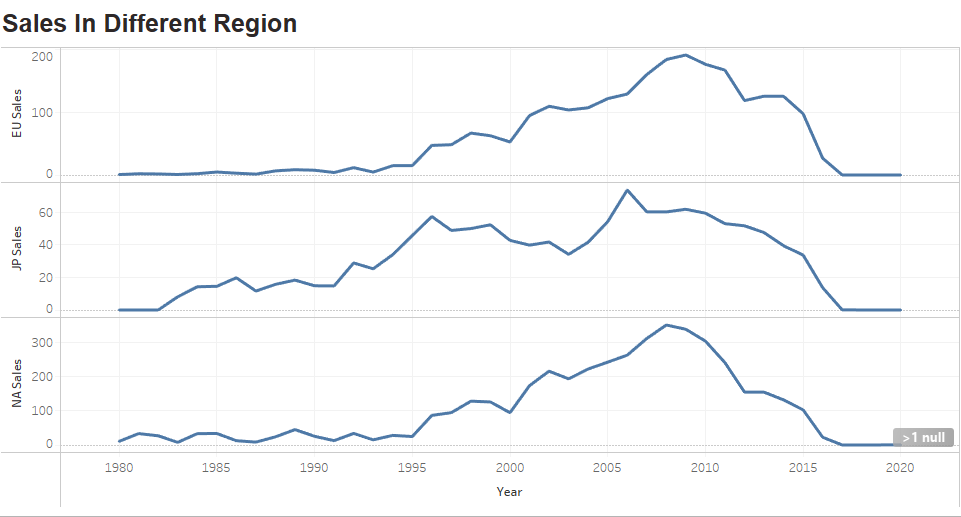 Sales In Different Region
200
100
0
EU Sales
60
40
20
0
JP Sales
300
200
100
0
NA Sales
>1 null
1980 1985 1990 1995 2000 2005 2010 2015 2020
Year